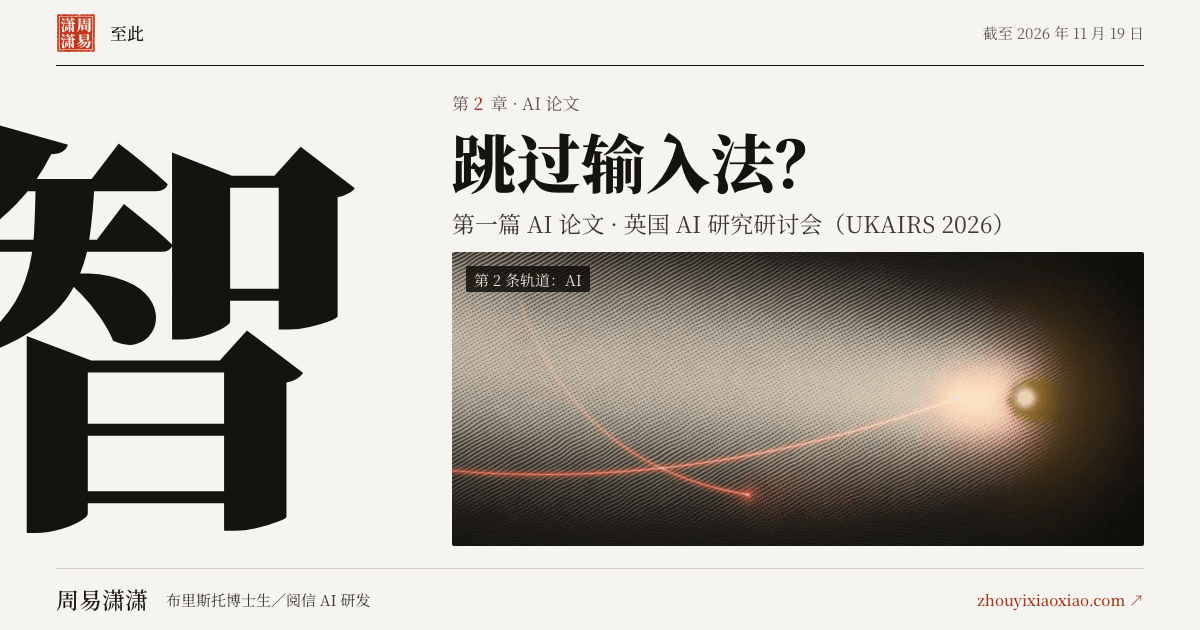 周易潇潇
至此
截至 2026 年 11 月 19 日
智
第 2 章 · AI 论文
跳过输入法？
第一篇 AI 论文 · 英国 AI 研究研讨会（UKAIRS 2026）
第 2 条轨道：AI
周易潇潇
布里斯托博士生／阅信 AI 研发
zhouyixiaoxiao.com ↗